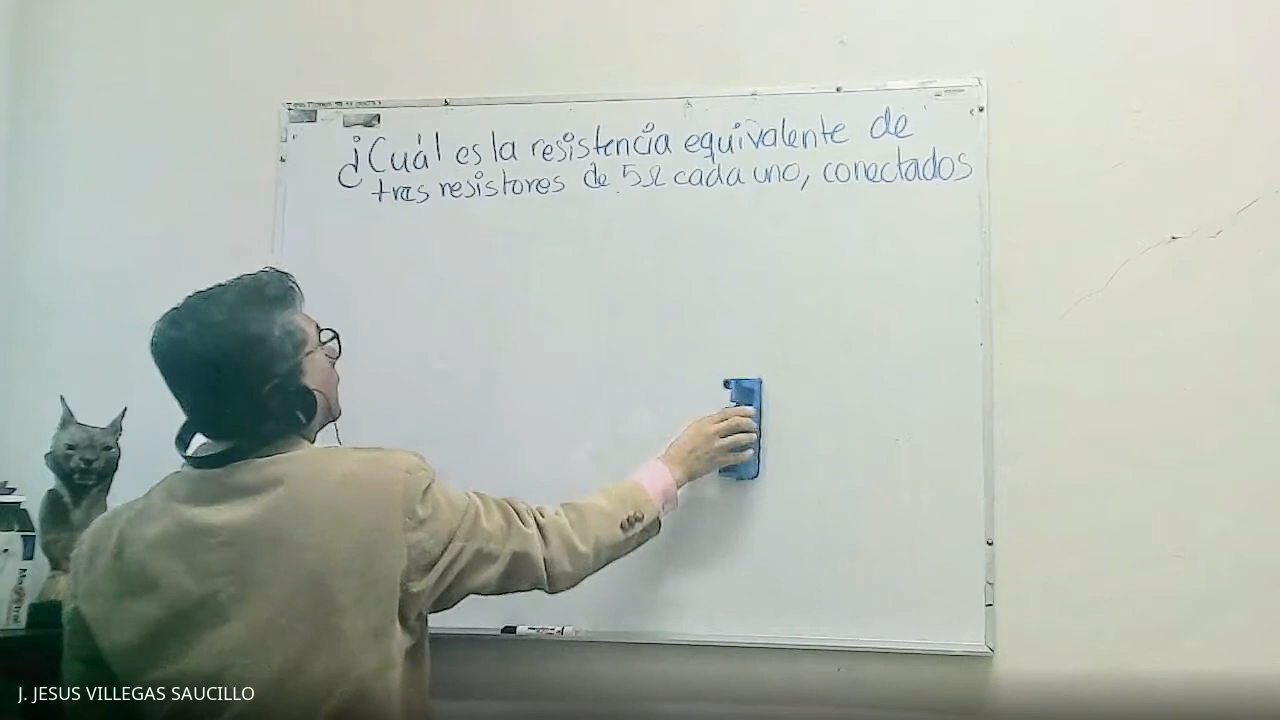 ¿Cuál es la resistencia equivalente de
tres resistores de 5Ω cada uno, conectados
J. JESUS VILLEGAS SAUCILLO